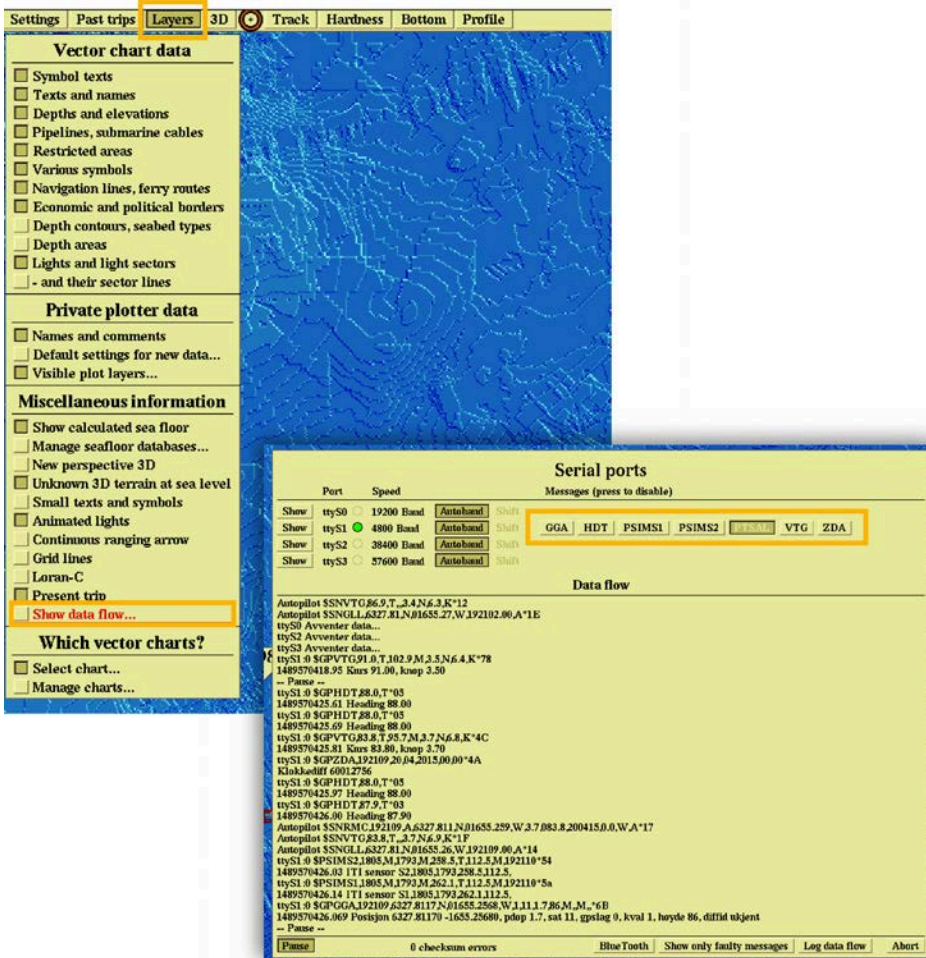 Settings Past trips Layers 3D Track Hardness Bottom Profile
Vector chart data
Symbol texts
Texts and names
Depths and elevations
Pipelines, submarine cables
Restricted areas
Various symbols
Navigation lines, ferry routes
Economic and political borders
Depth contours, seabed types
Depth areas
Lights and light sectors
- and their sector lines
Private plotter data
Names and comments
Default settings for new data...
Visible plot layers...
Miscellaneous information
Show calculated sea floor
Manage seafloor databases...
New perspective 3D
Unknown 3D terrain at sea level
Small texts and symbols
Animated lights
Continuous ranging arrow
Grid lines
Loran-C
Present trip
Show data flow...
Which vector charts?
Select chart...
Manage charts...
Serial ports
Port Speed Messages (press to disable)
Show ttyS0 19200 Baud Autobaud Shift
Show ttyS1 4800 Baud Autobaud Shift GGA HDT PSIMS1 PSIMS2 PTSAL VTG ZDA
Show ttyS2 38400 Baud Autobaud Shift
Show ttyS3 57600 Baud Autobaud Shift
Data flow
Autopilot $SNVTG,86.9,T,,,3.4,N,6.3,K*12
Autopilot $SNGLL,6327.81,N,01655.27,W,192102.00,A*1E
ttyS0 Avventer data...
ttyS2 Avventer data...
ttyS3 Avventer data...
ttyS1:0 $GPVTG,91.0,T,102.9,M,3.5,N,6.4,K*78
1489570418.95 Kurs 91.00, knop 3.50
-- Pause --
ttyS1:0 $GPHDT,88.0,T*05
1489570425.61 Heading 88.00
ttyS1:0 $GPHDT,88.0,T*05
1489570425.69 Heading 88.00
ttyS1:0 $GPVTG,83.8,T,95.7,M,3.7,N,6.8,K*4C
1489570425.81 Kurs 83.80, knop 3.70
ttyS1:0 $GPZDA,192109,20,04,2015,00,00*4A
Klokkediff 60012756
ttyS1:0 $GPHDT,88.0,T*05
1489570425.97 Heading 88.00
ttyS1:0 $GPHDT,87.9,T*03
1489570426.00 Heading 87.90
Autopilot $SNRMC,192109,A,6327.811,N,01655.259,W,3.7,083.8,200415,0.0,W,A*17
Autopilot $SNVTG,83.8,T,,,3.7,N,6.9,K*1F
Autopilot $SNGLL,6327.81,N,01655.26,W,192109.00,A*14
ttyS1:0 $PSIMS2,1805,M,1793,M,258.5,T,112.5,M,192110*54
1489570426.03 ITI sensor S2,1805,1793,258.5,112.5,
ttyS1:0 $PSIMS1,1805,M,1793,M,262.1,T,112.5,M,192110*5a
1489570426.14 ITI sensor S1,1805,1793,262.1,112.5,
ttyS1:0 $GPGGA,192109,6327.8117,N,01655.2568,W,1,11,1.7,86,M,,M,,*6B
1489570426.069 Posisjon 6327.81170 -1655.25680, pdop 1.7, sat 11, gpslag 0, kval 1, høyde 86, diffid ukjent
-- Pause --
Pause 0 checksum errors BlueTooth Show only faulty messages Log data flow Abort